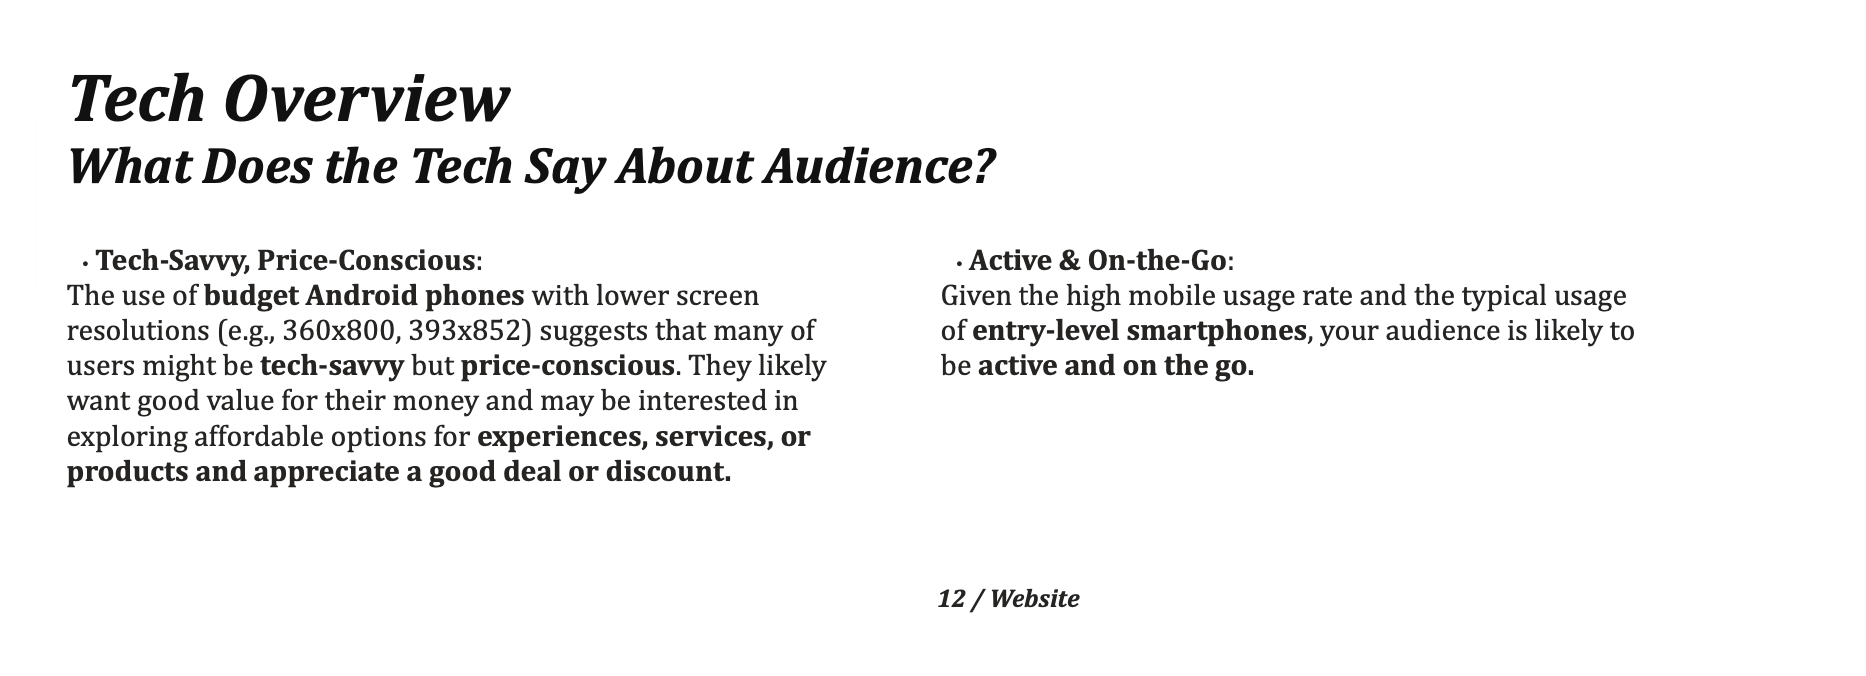 Tech Overview
What Does the Tech Say About Audience?
· Tech-Savvy, Price-Conscious:
The use of budget Android phones with lower screen
resolutions (e.g., 360x800, 393x852) suggests that many of
users might be tech-savvy but price-conscious. They likely
want good value for their money and may be interested in
exploring affordable options for experiences, services, or
products and appreciate a good deal or discount.
· Active & On-the-Go:
Given the high mobile usage rate and the typical usage
of entry-level smartphones, your audience is likely to
be active and on the go.
12 / Website